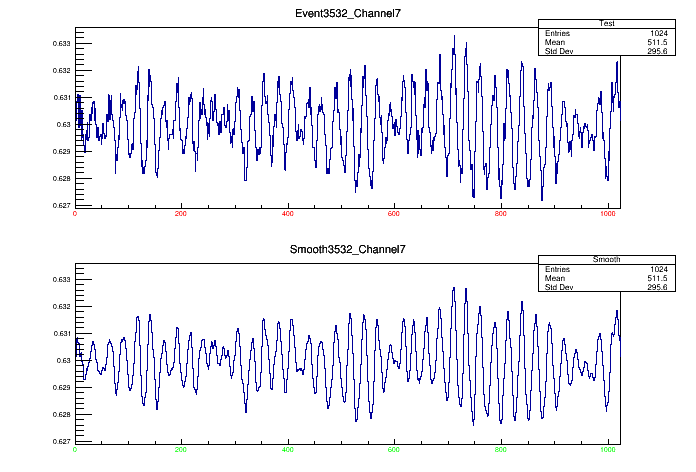 Event3532_Channel7
Test
Entries 1024
Mean 511.5
Std Dev 295.6
0.633
0.632
0.631
0.63
0.629
0.628
0.627
0 200 400 600 800 1000
Smooth3532_Channel7
Smooth
Entries 1024
Mean 511.5
Std Dev 295.6
0.633
0.632
0.631
0.63
0.629
0.628
0.627
0 200 400 600 800 1000